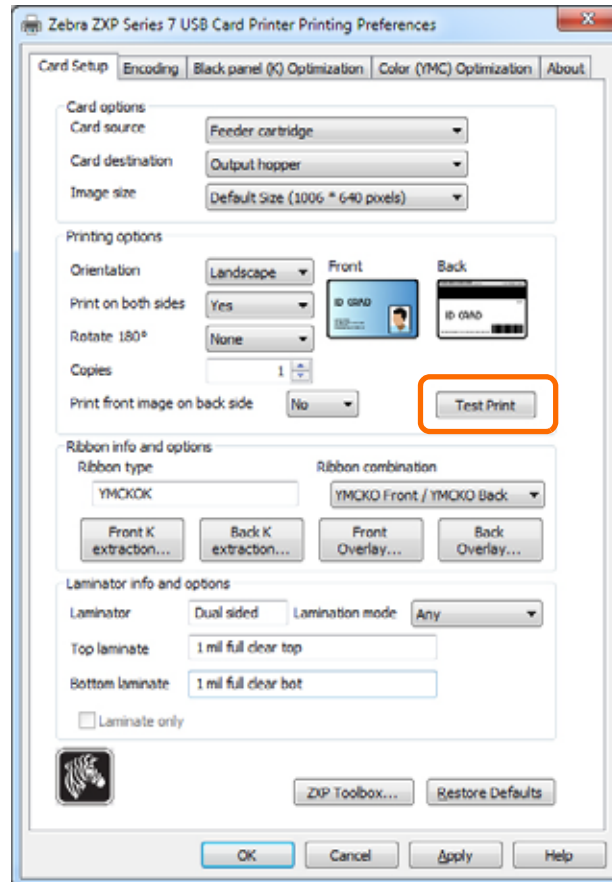 Zebra ZXP Series 7 USB Card Printer Printing Preferences
Card Setup Encoding Black panel (K) Optimization Color (YMC) Optimization About
Card options
Card source Feeder cartridge
Card destination Output hopper
Image size Default Size (1006 * 640 pixels)
Printing options
Orientation Landscape Front Back
Print on both sides Yes ID CARD ID CARD
Rotate 180° None
Copies 1
Print front image on back side No Test Print
Ribbon info and options
Ribbon type Ribbon combination
YMCKOK YMCKO Front / YMCKO Back
Front K extraction... Back K extraction... Front Overlay... Back Overlay...
Laminator info and options
Laminator Dual sided Lamination mode Any
Top laminate 1 mil full clear top
Bottom laminate 1 mil full clear bot
Laminate only
ZXP Toolbox... Restore Defaults
OK Cancel Apply Help